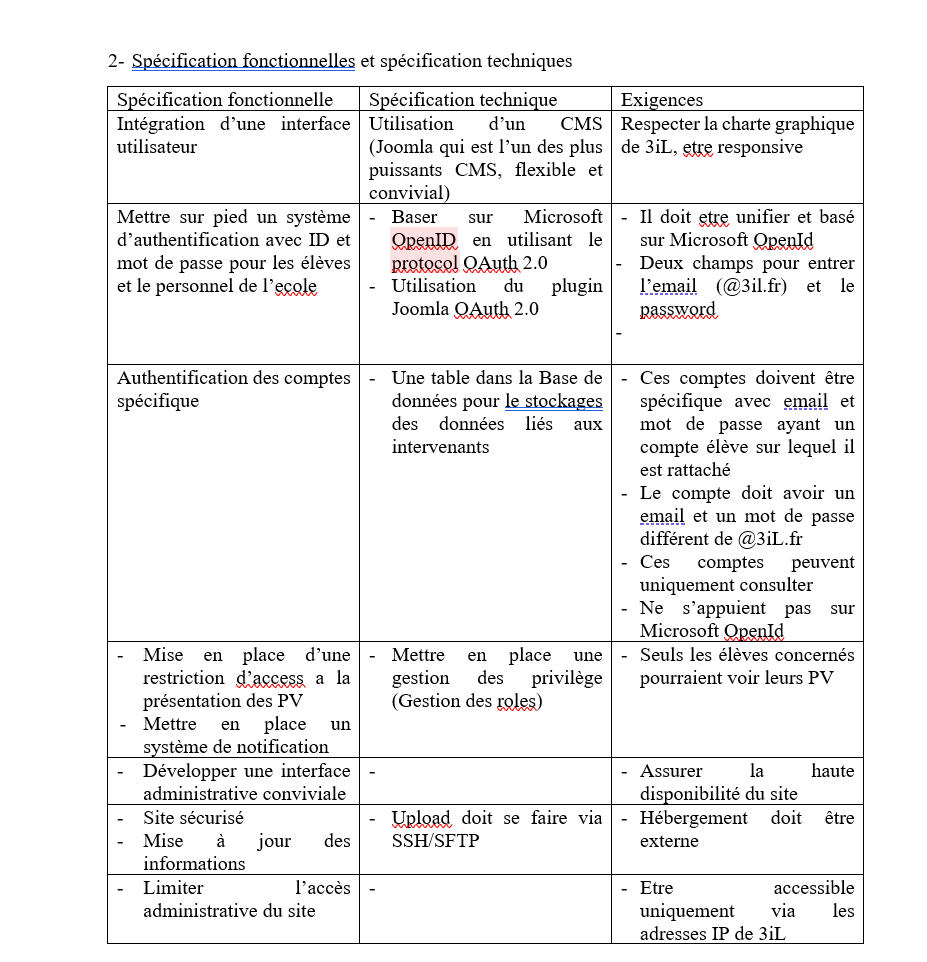 2- Spécification fonctionnelles et spécification techniques
Spécification fonctionnelle
Spécification technique
Exigences
Intégration d'une interface
utilisateur
Utilisation d'un CMS
(Joomla qui est l'un des plus
puissants CMS, flexible et
convivial)
Respecter la charte graphique
de 3iL, etre responsive
Mettre sur pied un système
d'authentification avec ID et
mot de passe pour les élèves
et le personnel de l'ecole
- Baser sur Microsoft
OpenID en utilisant le
protocol OAuth 2.0
- Utilisation du plugin
Joomla OAuth 2.0
- Il doit etre unifier et basé
sur Microsoft OpenId
- Deux champs pour entrer
l'email (@3il.fr) et le
password
-
Authentification des comptes
spécifique
- Une table dans la Base de
données pour le stockages
des données liés aux
intervenants
- Ces comptes doivent être
spécifique avec email et
mot de passe ayant un
compte élève sur lequel il
est rattaché
- Le compte doit avoir un
email et un mot de passe
différent de @3iL.fr
- Ces comptes peuvent
uniquement consulter
- Ne s'appuient pas sur
Microsoft OpenId
- Mise en place d'une
restriction d'access a la
présentation des PV
- Mettre en place un
système de notification
- Mettre en place une
gestion des privilège
(Gestion des roles)
- Seuls les élèves concernés
pourraient voir leurs PV
- Développer une interface
administrative conviviale
-
- Assurer la haute
disponibilité du site
- Site sécurisé
- Mise à jour des
informations
- Upload doit se faire via
SSH/SFTP
- Hébergement doit être
externe
- Limiter l'accès
administrative du site
-
- Etre accessible
uniquement via les
adresses IP de 3iL